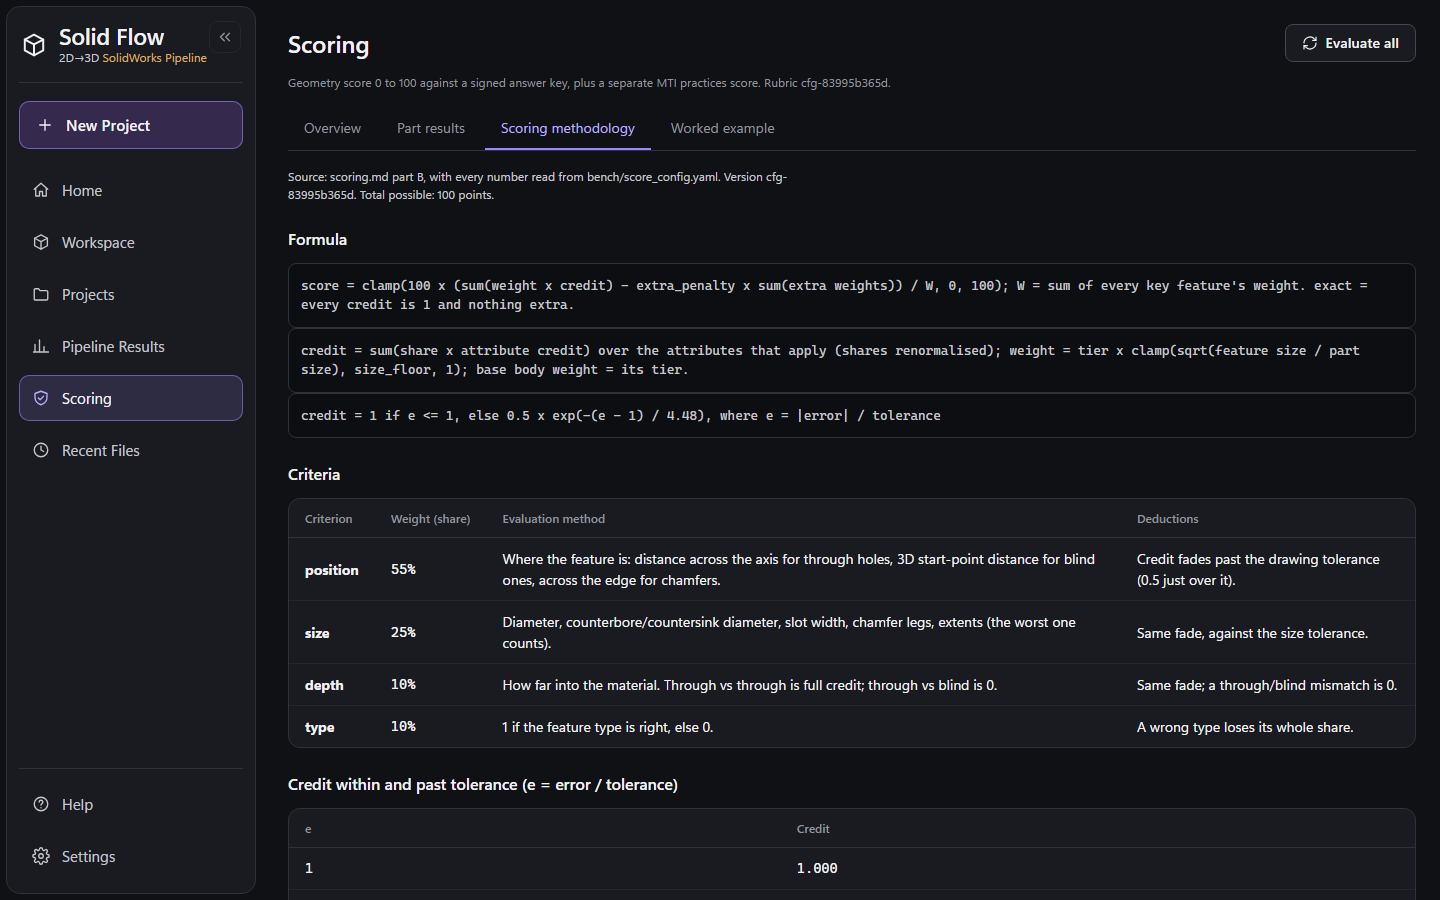 Solid Flow
2D→3D SolidWorks Pipeline
New Project
Home
Workspace
Projects
Pipeline Results
Scoring
Recent Files
Help
Settings
Scoring
Evaluate all
Geometry score 0 to 100 against a signed answer key, plus a separate MTI practices score. Rubric cfg-83995b365d.
Overview
Part results
Scoring methodology
Worked example
Source: scoring.md part B, with every number read from bench/score_config.yaml. Version cfg-
83995b365d. Total possible: 100 points.
Formula
score = clamp(100 x (sum(weight x credit) − extra_penalty x sum(extra weights)) / W, 0, 100); W = sum of every key feature's weight. exact =
every credit is 1 and nothing extra.
credit = sum(share x attribute credit) over the attributes that apply (shares renormalised); weight = tier x clamp(sqrt(feature size / part
size), size_floor, 1); base body weight = its tier.
credit = 1 if e <= 1, else 0.5 x exp(−(e − 1) / 4.48), where e = |error| / tolerance
Criteria
Criterion Weight (share) Evaluation method Deductions
position 55% Where the feature is: distance across the axis for through holes, 3D start-point distance for blind
ones, across the edge for chamfers. Credit fades past the drawing tolerance
(0.5 just over it).
size 25% Diameter, counterbore/countersink diameter, slot width, chamfer legs, extents (the worst one
counts). Same fade, against the size tolerance.
depth 10% How far into the material. Through vs through is full credit; through vs blind is 0. Same fade; a through/blind mismatch is 0.
type 10% 1 if the feature type is right, else 0. A wrong type loses its whole share.
Credit within and past tolerance (e = error / tolerance)
e Credit
1 1.000